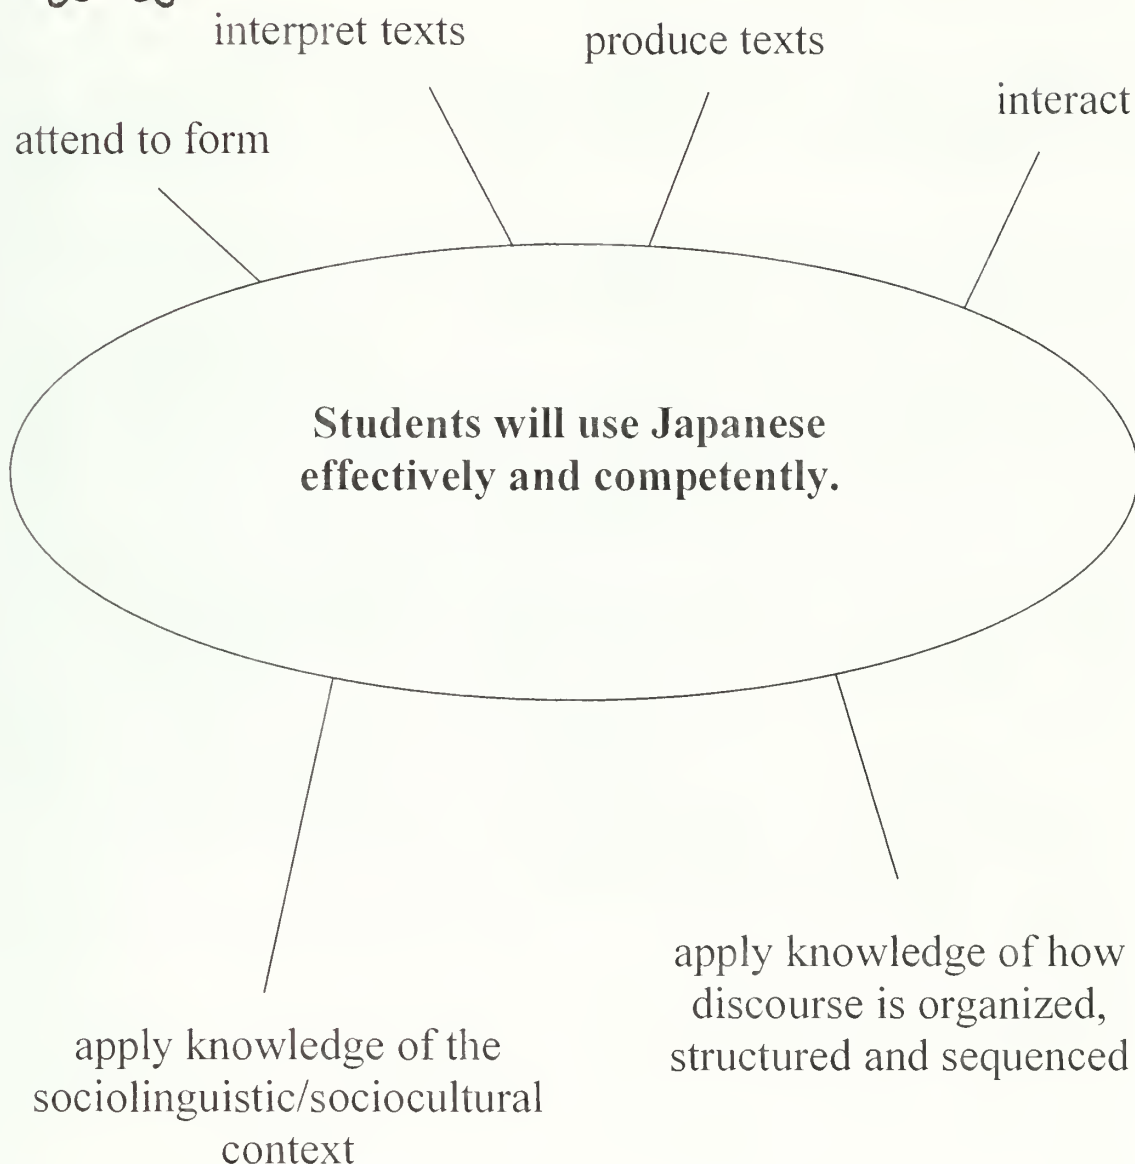 interpret texts
produce texts
interact
attend to form
Students will use Japanese
effectively and competently.
apply knowledge of how
discourse is organized,
structured and sequenced
apply knowledge of the
sociolinguistic/sociocultural
context